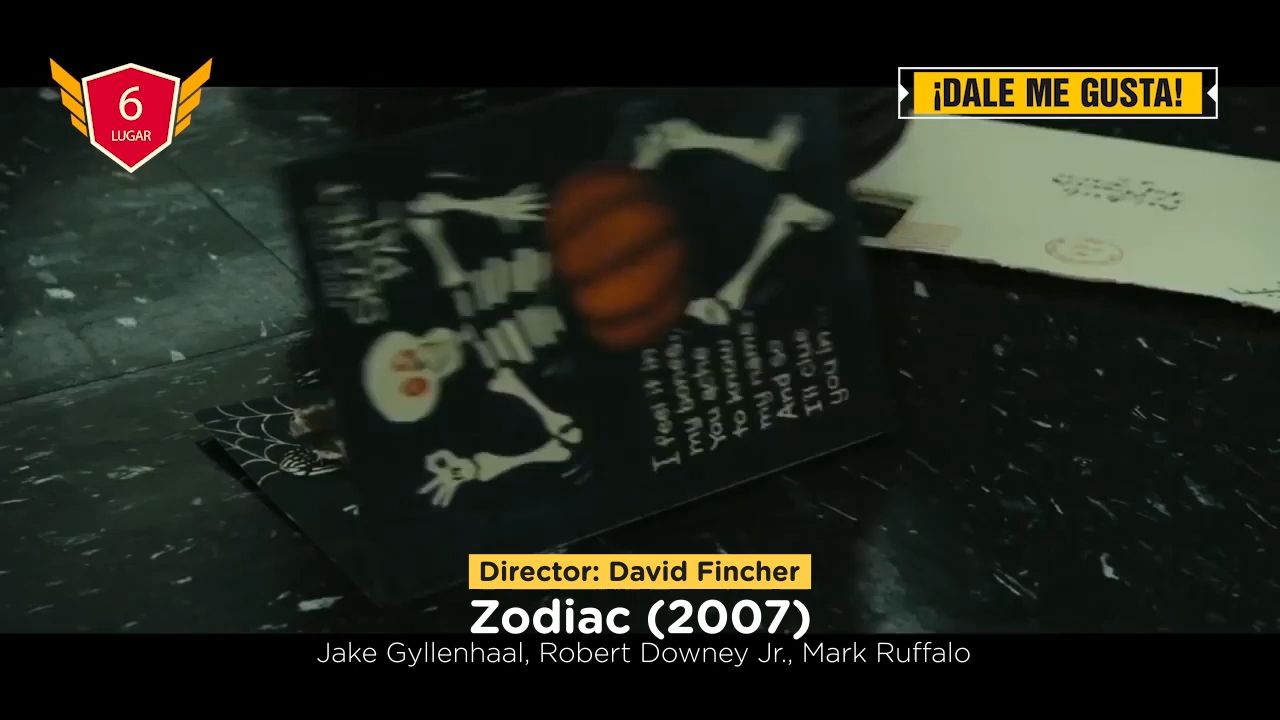 6
LUGAR
¡DALE ME GUSTA!
I feel it in
my bones,
You ache
to know
my name,
And so
I'll clue
you in
Director: David Fincher
Zodiac (2007)
Jake Gyllenhaal, Robert Downey Jr., Mark Ruffalo